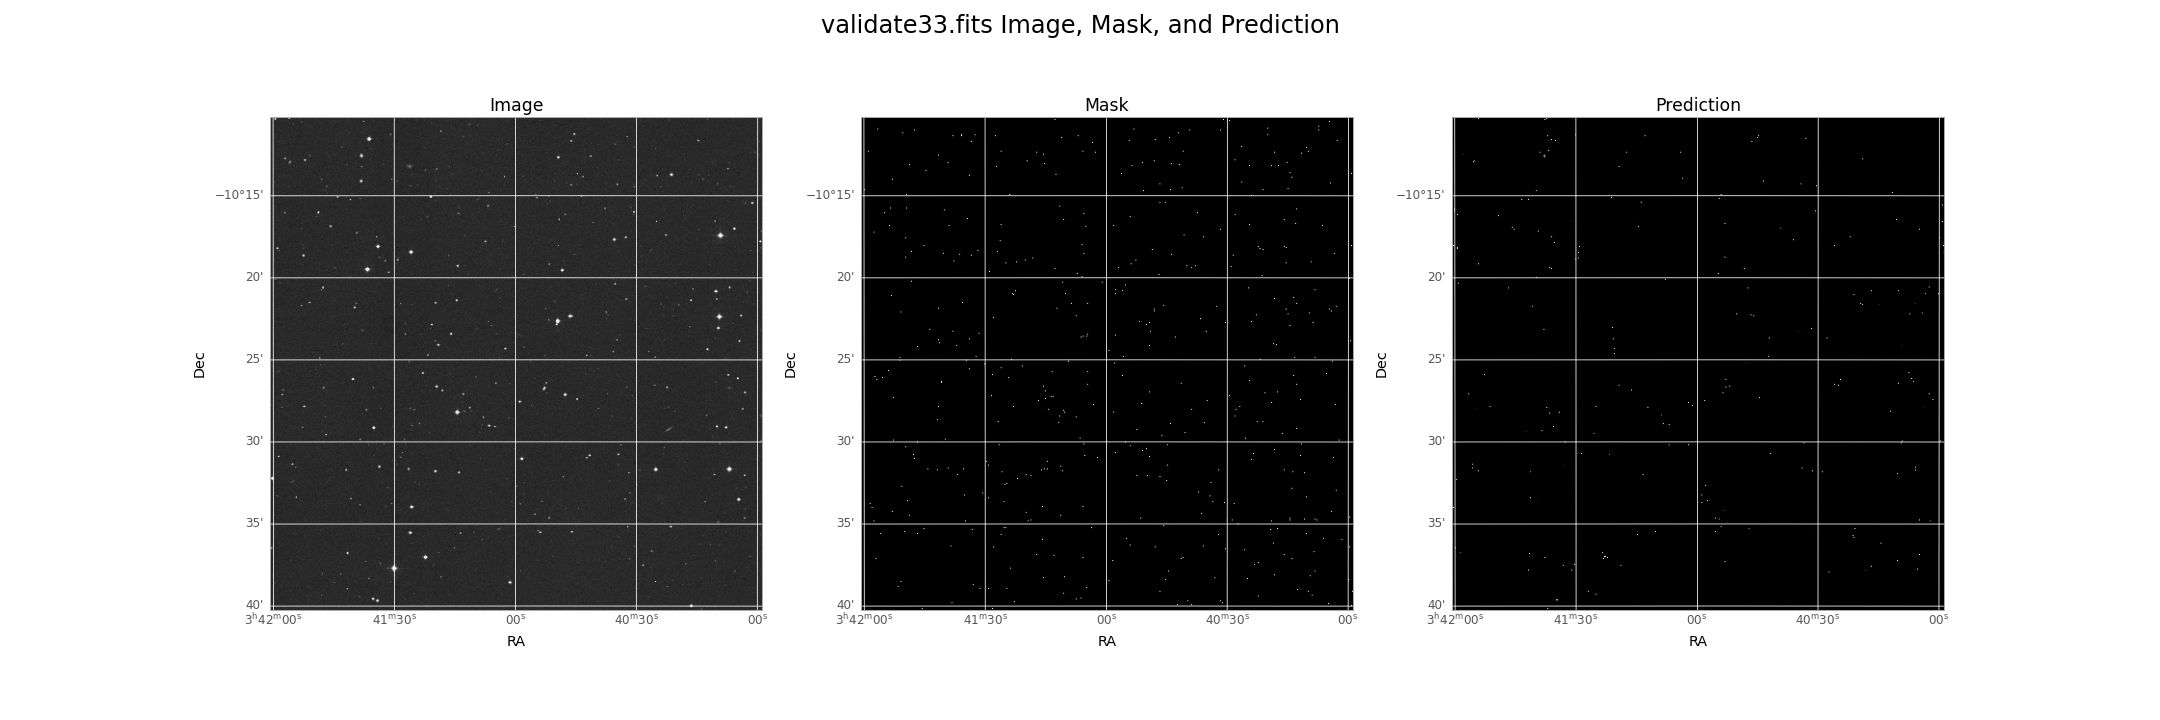 validate33.fits Image, Mask, and Prediction
Image
Mask
Prediction
−10°15'
20'
25'
30'
35'
40'
Dec
3ʰ42ᵐ00ˢ 41ᵐ30ˢ 00ˢ 40ᵐ30ˢ 00ˢ
RA
−10°15'
20'
25'
30'
35'
40'
Dec
3ʰ42ᵐ00ˢ 41ᵐ30ˢ 00ˢ 40ᵐ30ˢ 00ˢ
RA
−10°15'
20'
25'
30'
35'
40'
Dec
3ʰ42ᵐ00ˢ 41ᵐ30ˢ 00ˢ 40ᵐ30ˢ 00ˢ
RA